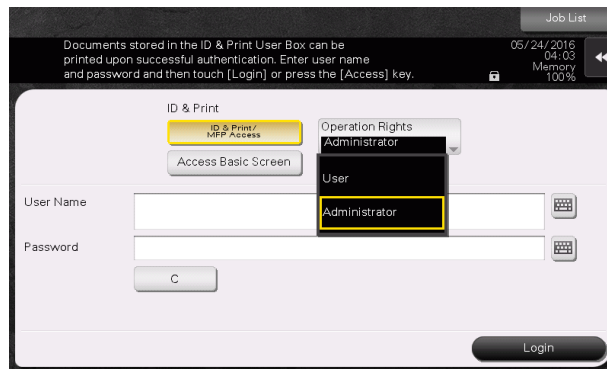 Job List
Documents stored in the ID & Print User Box can be
printed upon successful authentication. Enter user name
and password and then touch [Login] or press the [Access] key.
05/24/2016
04:03
Memory
100%
ID & Print
ID & Print/
MFP Access
Operation Rights
Administrator
Access Basic Screen
User
Administrator
User Name
Password
C
Login